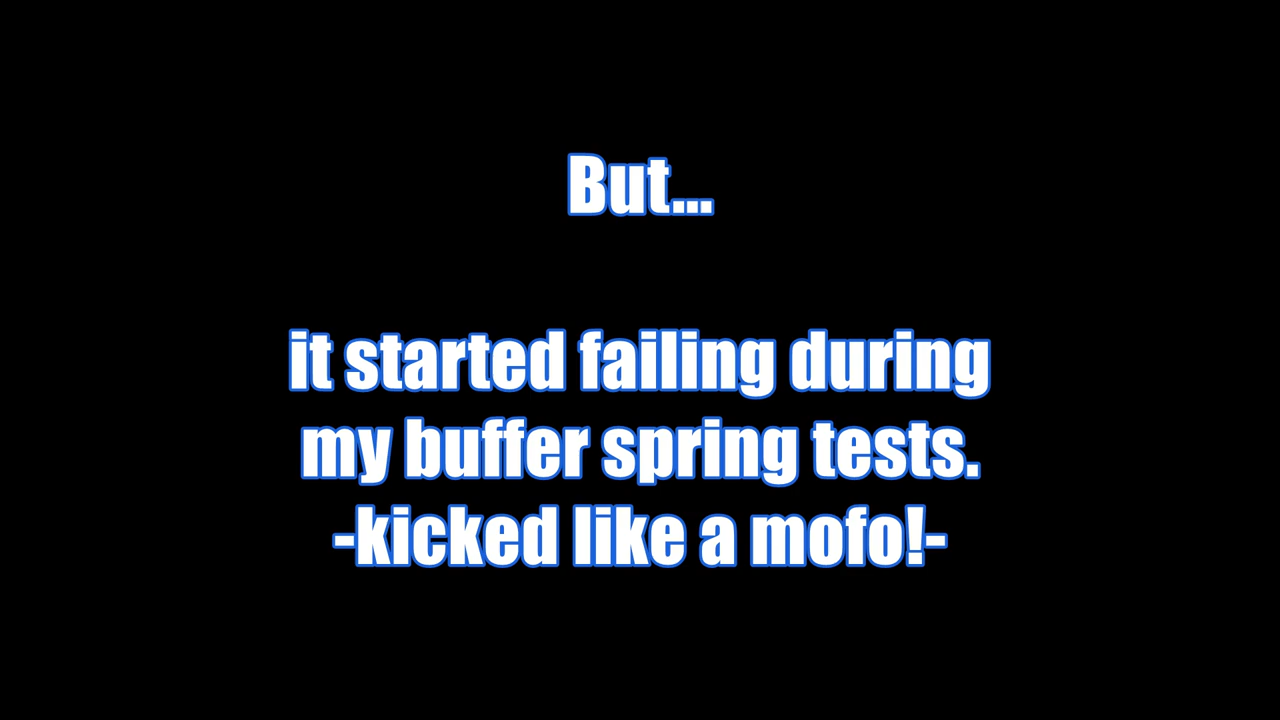 But...
it started failing during
my buffer spring tests.
-kicked like a mofo!-